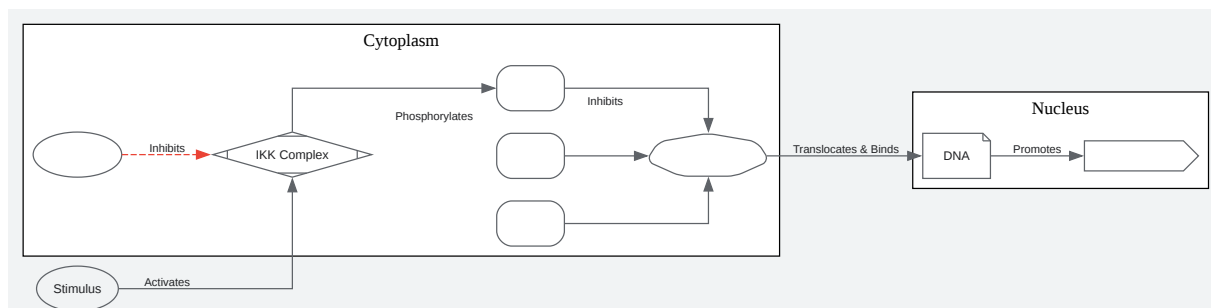 Cytoplasm
Phosphorylates
Inhibits
Inhibits
IKK Complex
Stimulus
Activates
Translocates & Binds
Nucleus
DNA
Promotes